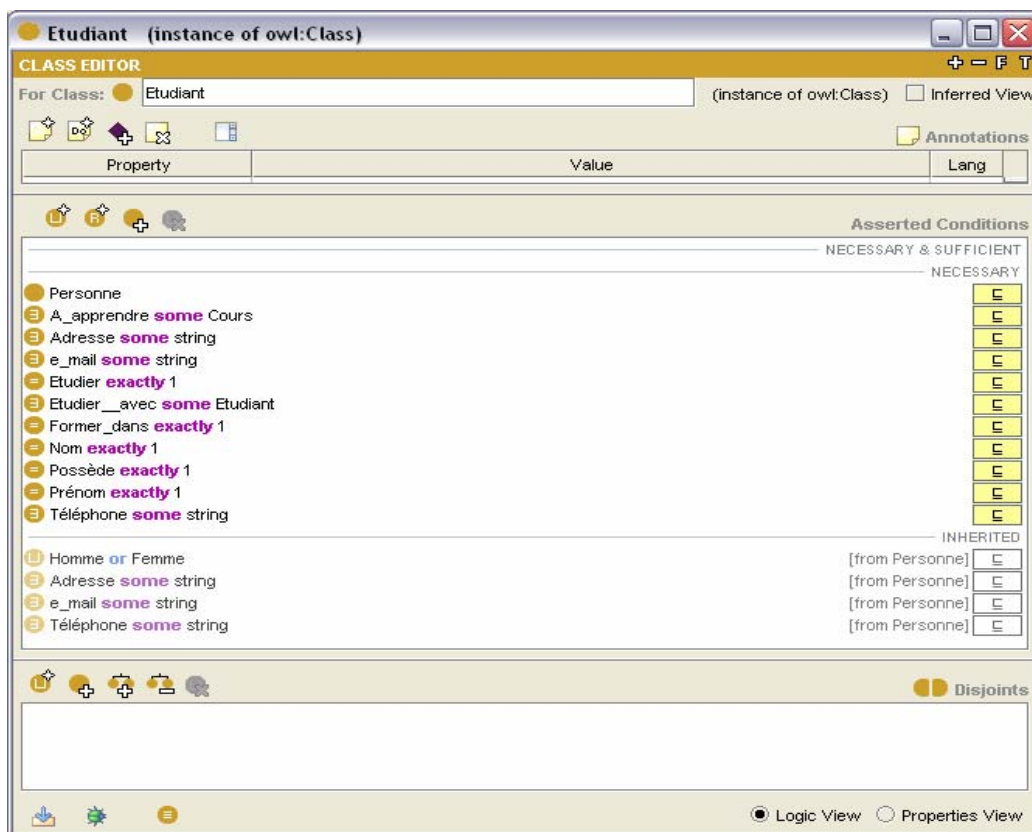 Etudiant (instance of owl:Class)
CLASS EDITOR
For Class: Etudiant (instance of owl:Class) Inferred View
Annotations
Property Value Lang
Asserted Conditions
NECESSARY & SUFFICIENT
NECESSARY
Personne ⊑
A_apprendre some Cours ⊑
Adresse some string ⊑
e_mail some string ⊑
Etudier exactly 1 ⊑
Etudier__avec some Etudiant ⊑
Former_dans exactly 1 ⊑
Nom exactly 1 ⊑
Possède exactly 1 ⊑
Prénom exactly 1 ⊑
Téléphone some string ⊑
INHERITED
Homme or Femme [from Personne] ⊑
Adresse some string [from Personne] ⊑
e_mail some string [from Personne] ⊑
Téléphone some string [from Personne] ⊑
Disjoints
Logic View Properties View